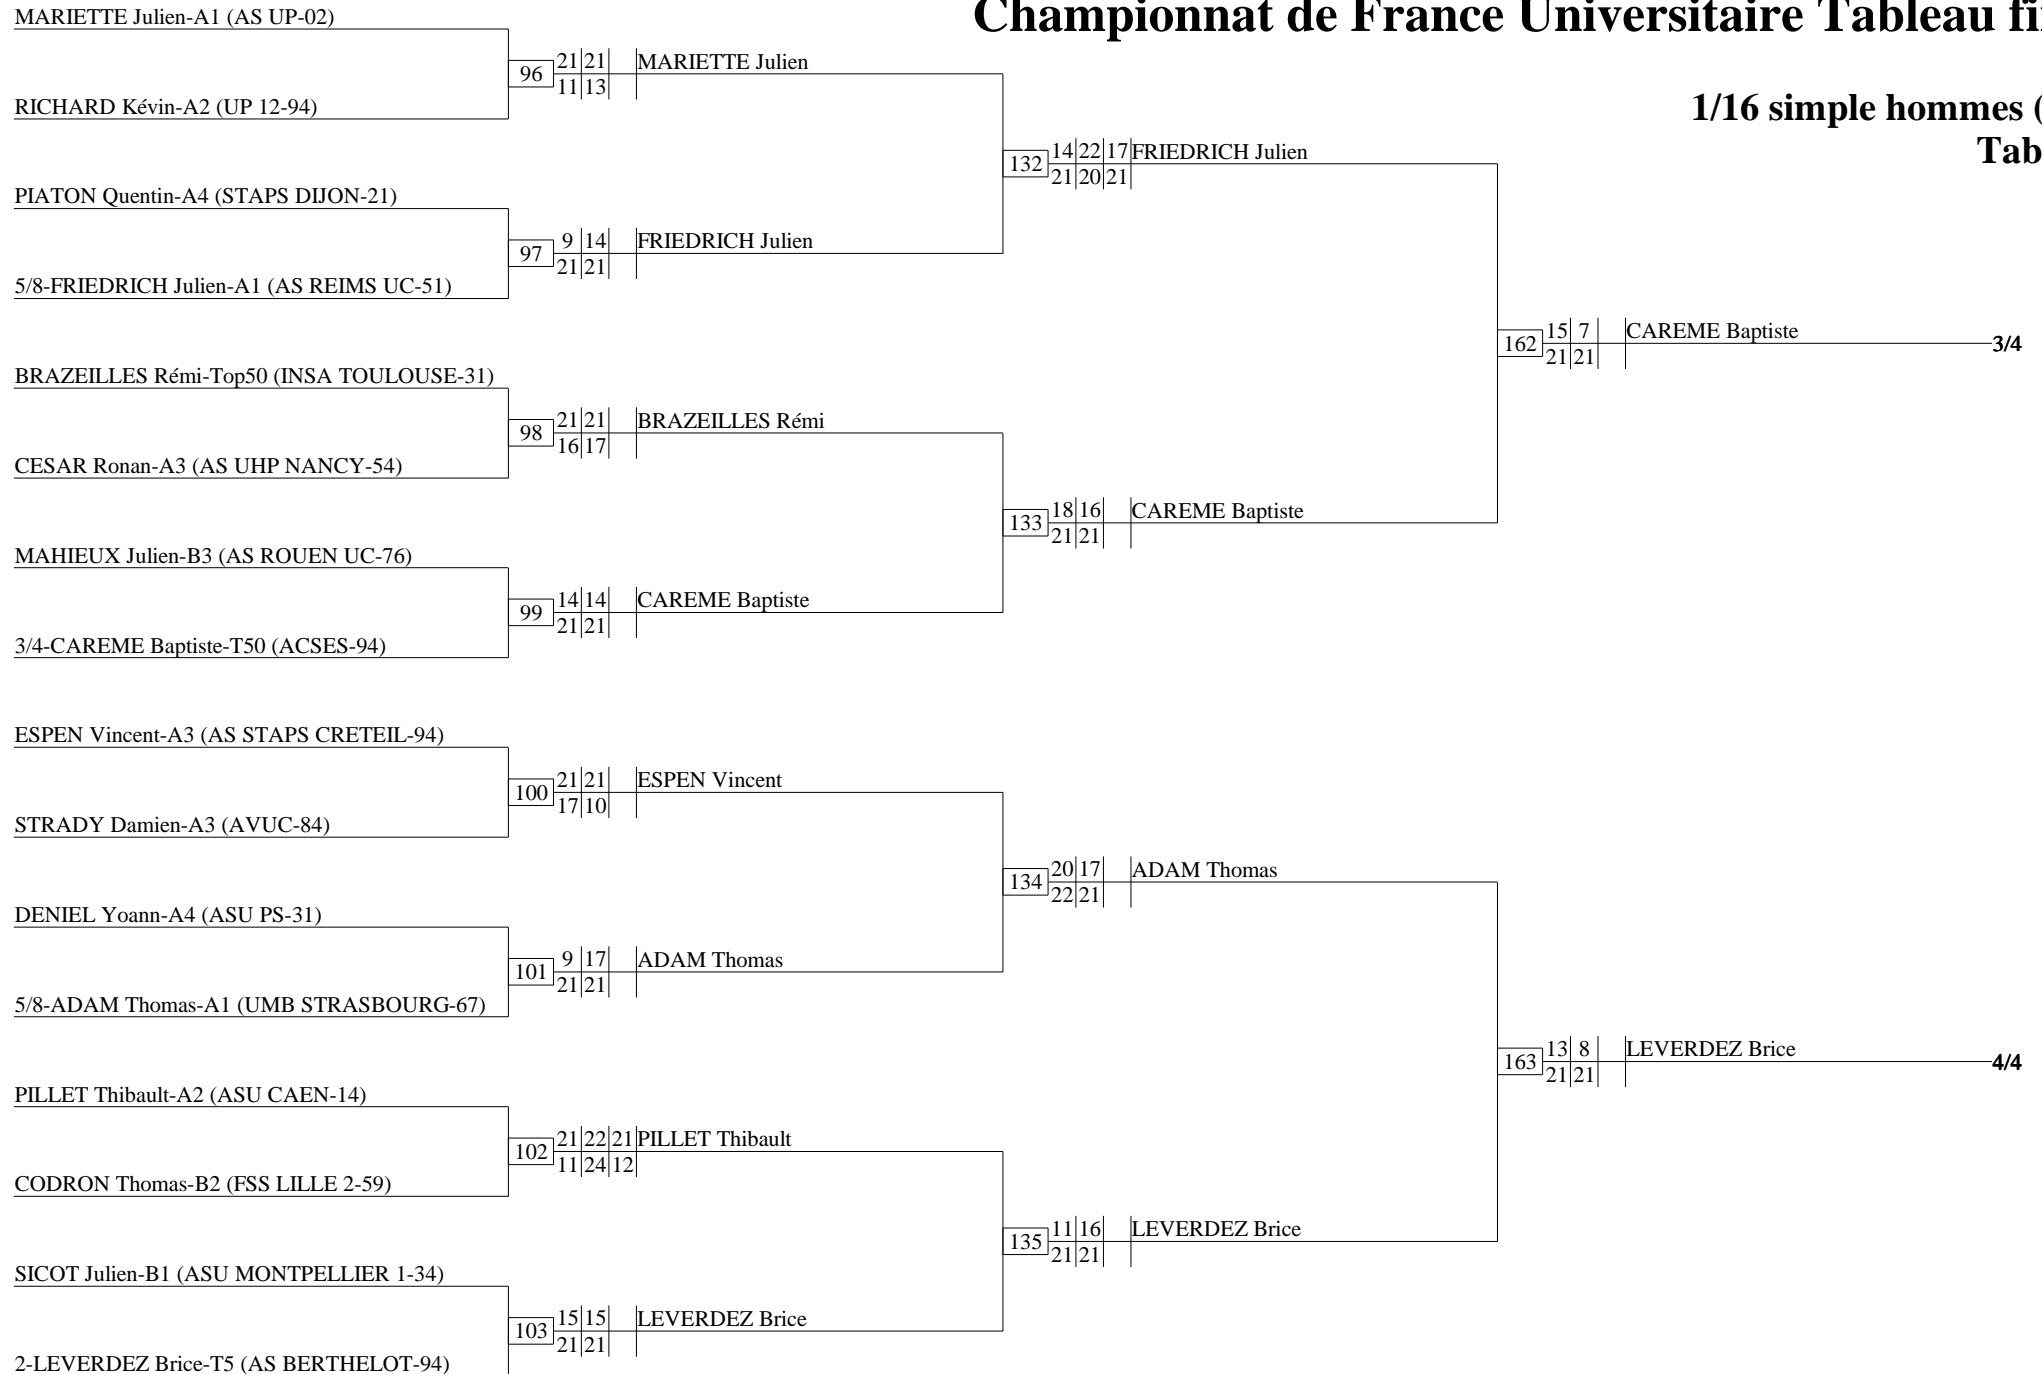 MARIETTE Julien-A1 (AS UP-02)
Championnat de France Universitaire Tableau
1/16 simple hommes (
96 21 21 MARIETTE Julien
11 13
RICHARD Kévin-A2 (UP 12-94)
132 14 22 17 FRIEDRICH Julien
21 20 21
PIATON Quentin-A4 (STAPS DIJON-21)
97 9 14 FRIEDRICH Julien
21 21
5/8-FRIEDRICH Julien-A1 (AS REIMS UC-51)
162 15 7 CAREME Baptiste 3/4
21 21
BRAZEILLES Rémi-Top50 (INSA TOULOUSE-31)
98 21 21 BRAZEILLES Rémi
16 17
CESAR Ronan-A3 (AS UHP NANCY-54)
133 18 16 CAREME Baptiste
21 21
MAHIEUX Julien-B3 (AS ROUEN UC-76)
99 14 14 CAREME Baptiste
21 21
3/4-CAREME Baptiste-T50 (ACSES-94)
ESPEN Vincent-A3 (AS STAPS CRETEIL-94)
100 21 21 ESPEN Vincent
17 10
STRADY Damien-A3 (AVUC-84)
134 20 17 ADAM Thomas
22 21
DENIEL Yoann-A4 (ASU PS-31)
101 9 17 ADAM Thomas
21 21
5/8-ADAM Thomas-A1 (UMB STRASBOURG-67)
163 13 8 LEVERDEZ Brice 4/4
21 21
PILLET Thibault-A2 (ASU CAEN-14)
102 21 22 21 PILLET Thibault
11 24 12
CODRON Thomas-B2 (FSS LILLE 2-59)
135 11 16 LEVERDEZ Brice
21 21
SICOT Julien-B1 (ASU MONTPELLIER 1-34)
103 15 15 LEVERDEZ Brice
21 21
2-LEVERDEZ Brice-T5 (AS BERTHELOT-94)